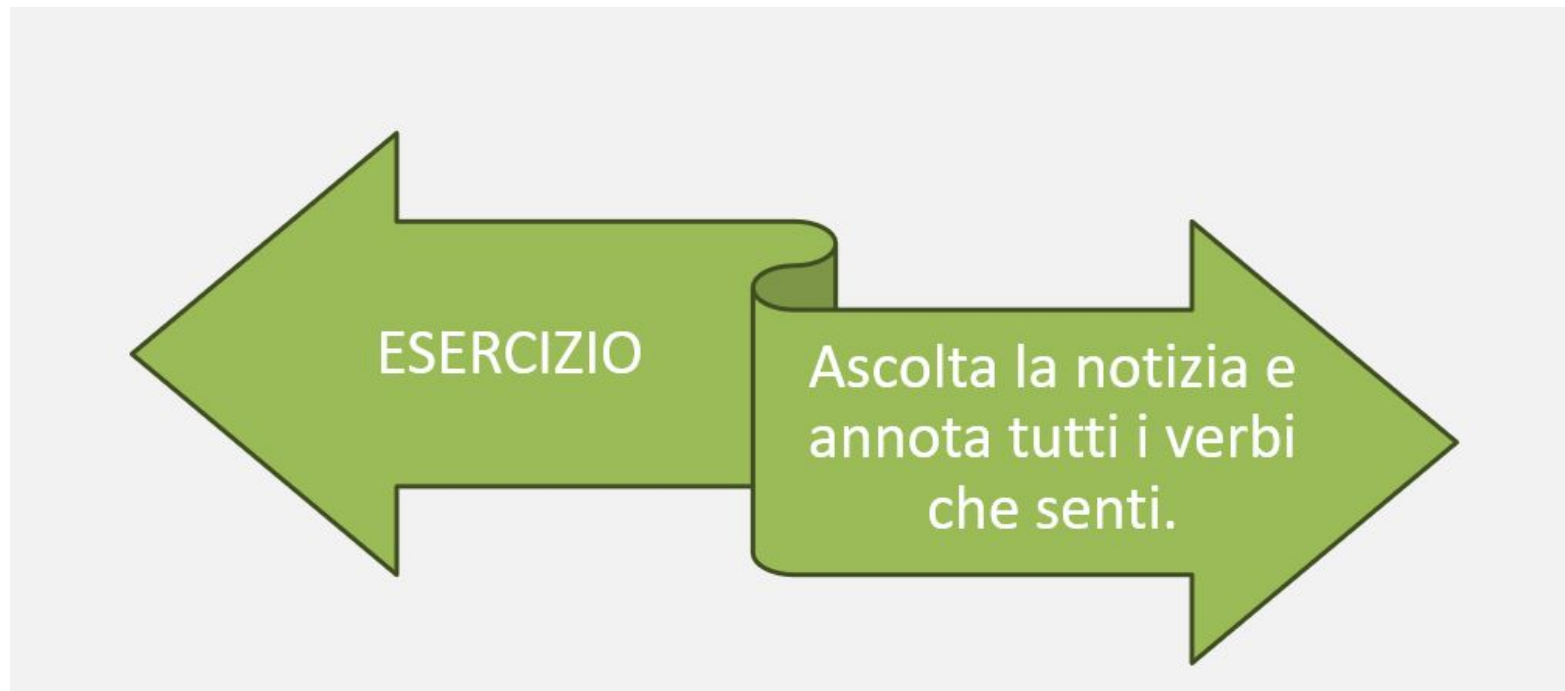 ESERCIZIO
Ascolta la notizia e
annota tutti i verbi
che senti.